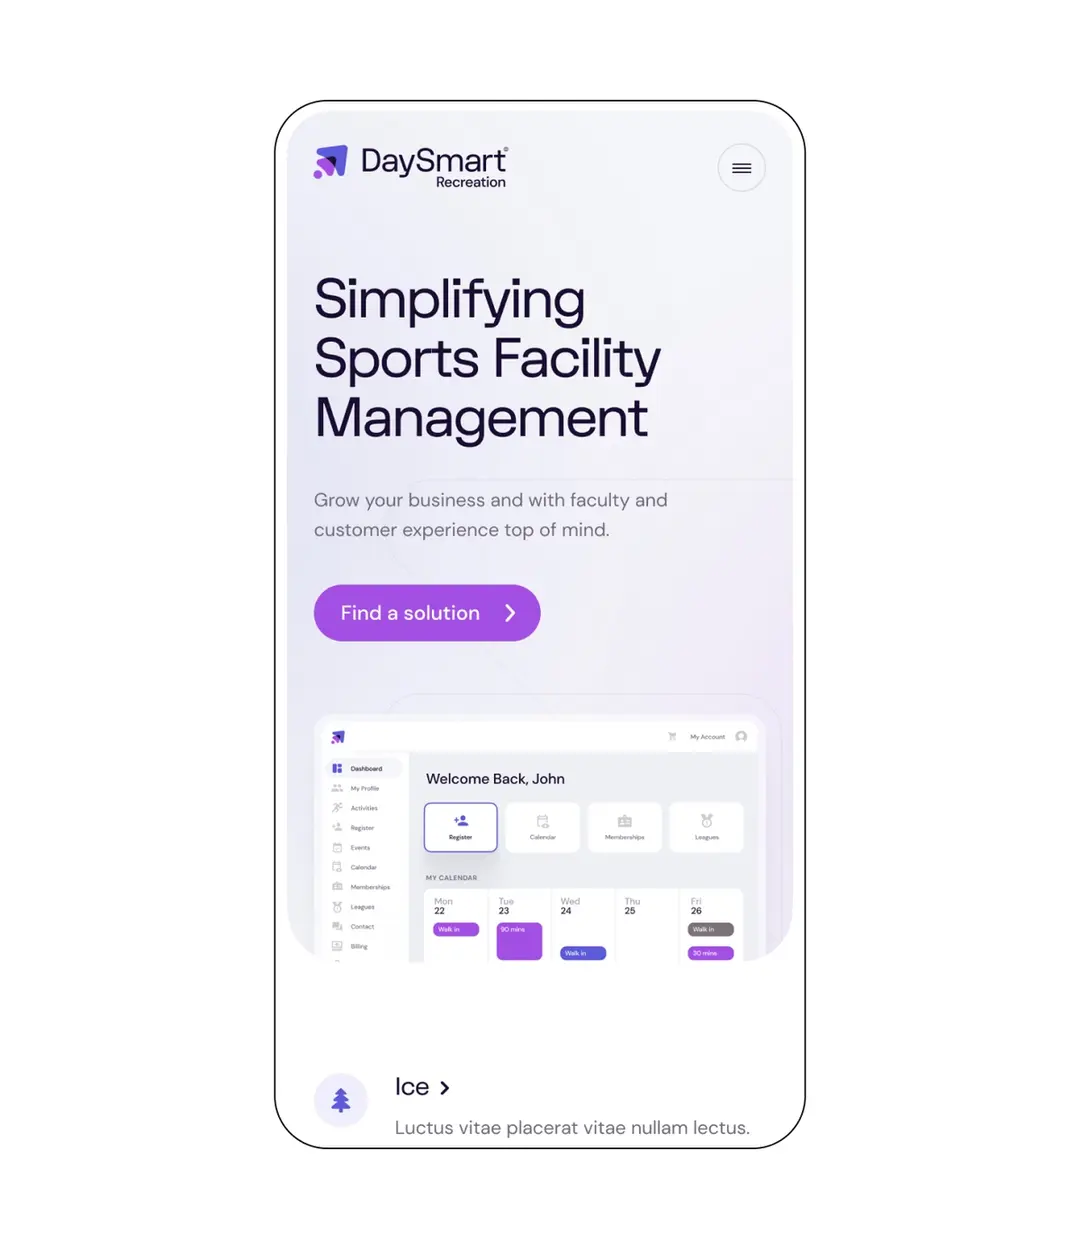 DaySmart®
Recreation
Simplifying
Sports Facility
Management
Grow your business and with faculty and
customer experience top of mind.
Find a solution
My Account
Dashboard
My Profile
Activities
Register
Events
Calendar
Memberships
Leagues
Contact
Billing
Welcome Back, John
Register
Calendar
Memberships
Leagues
MY CALENDAR
Mon Tue Wed Thu Fri
22 23 24 25 26
Walk in 90 mins Walk in
Walk in 30 mins
Ice
Luctus vitae placerat vitae nullam lectus.